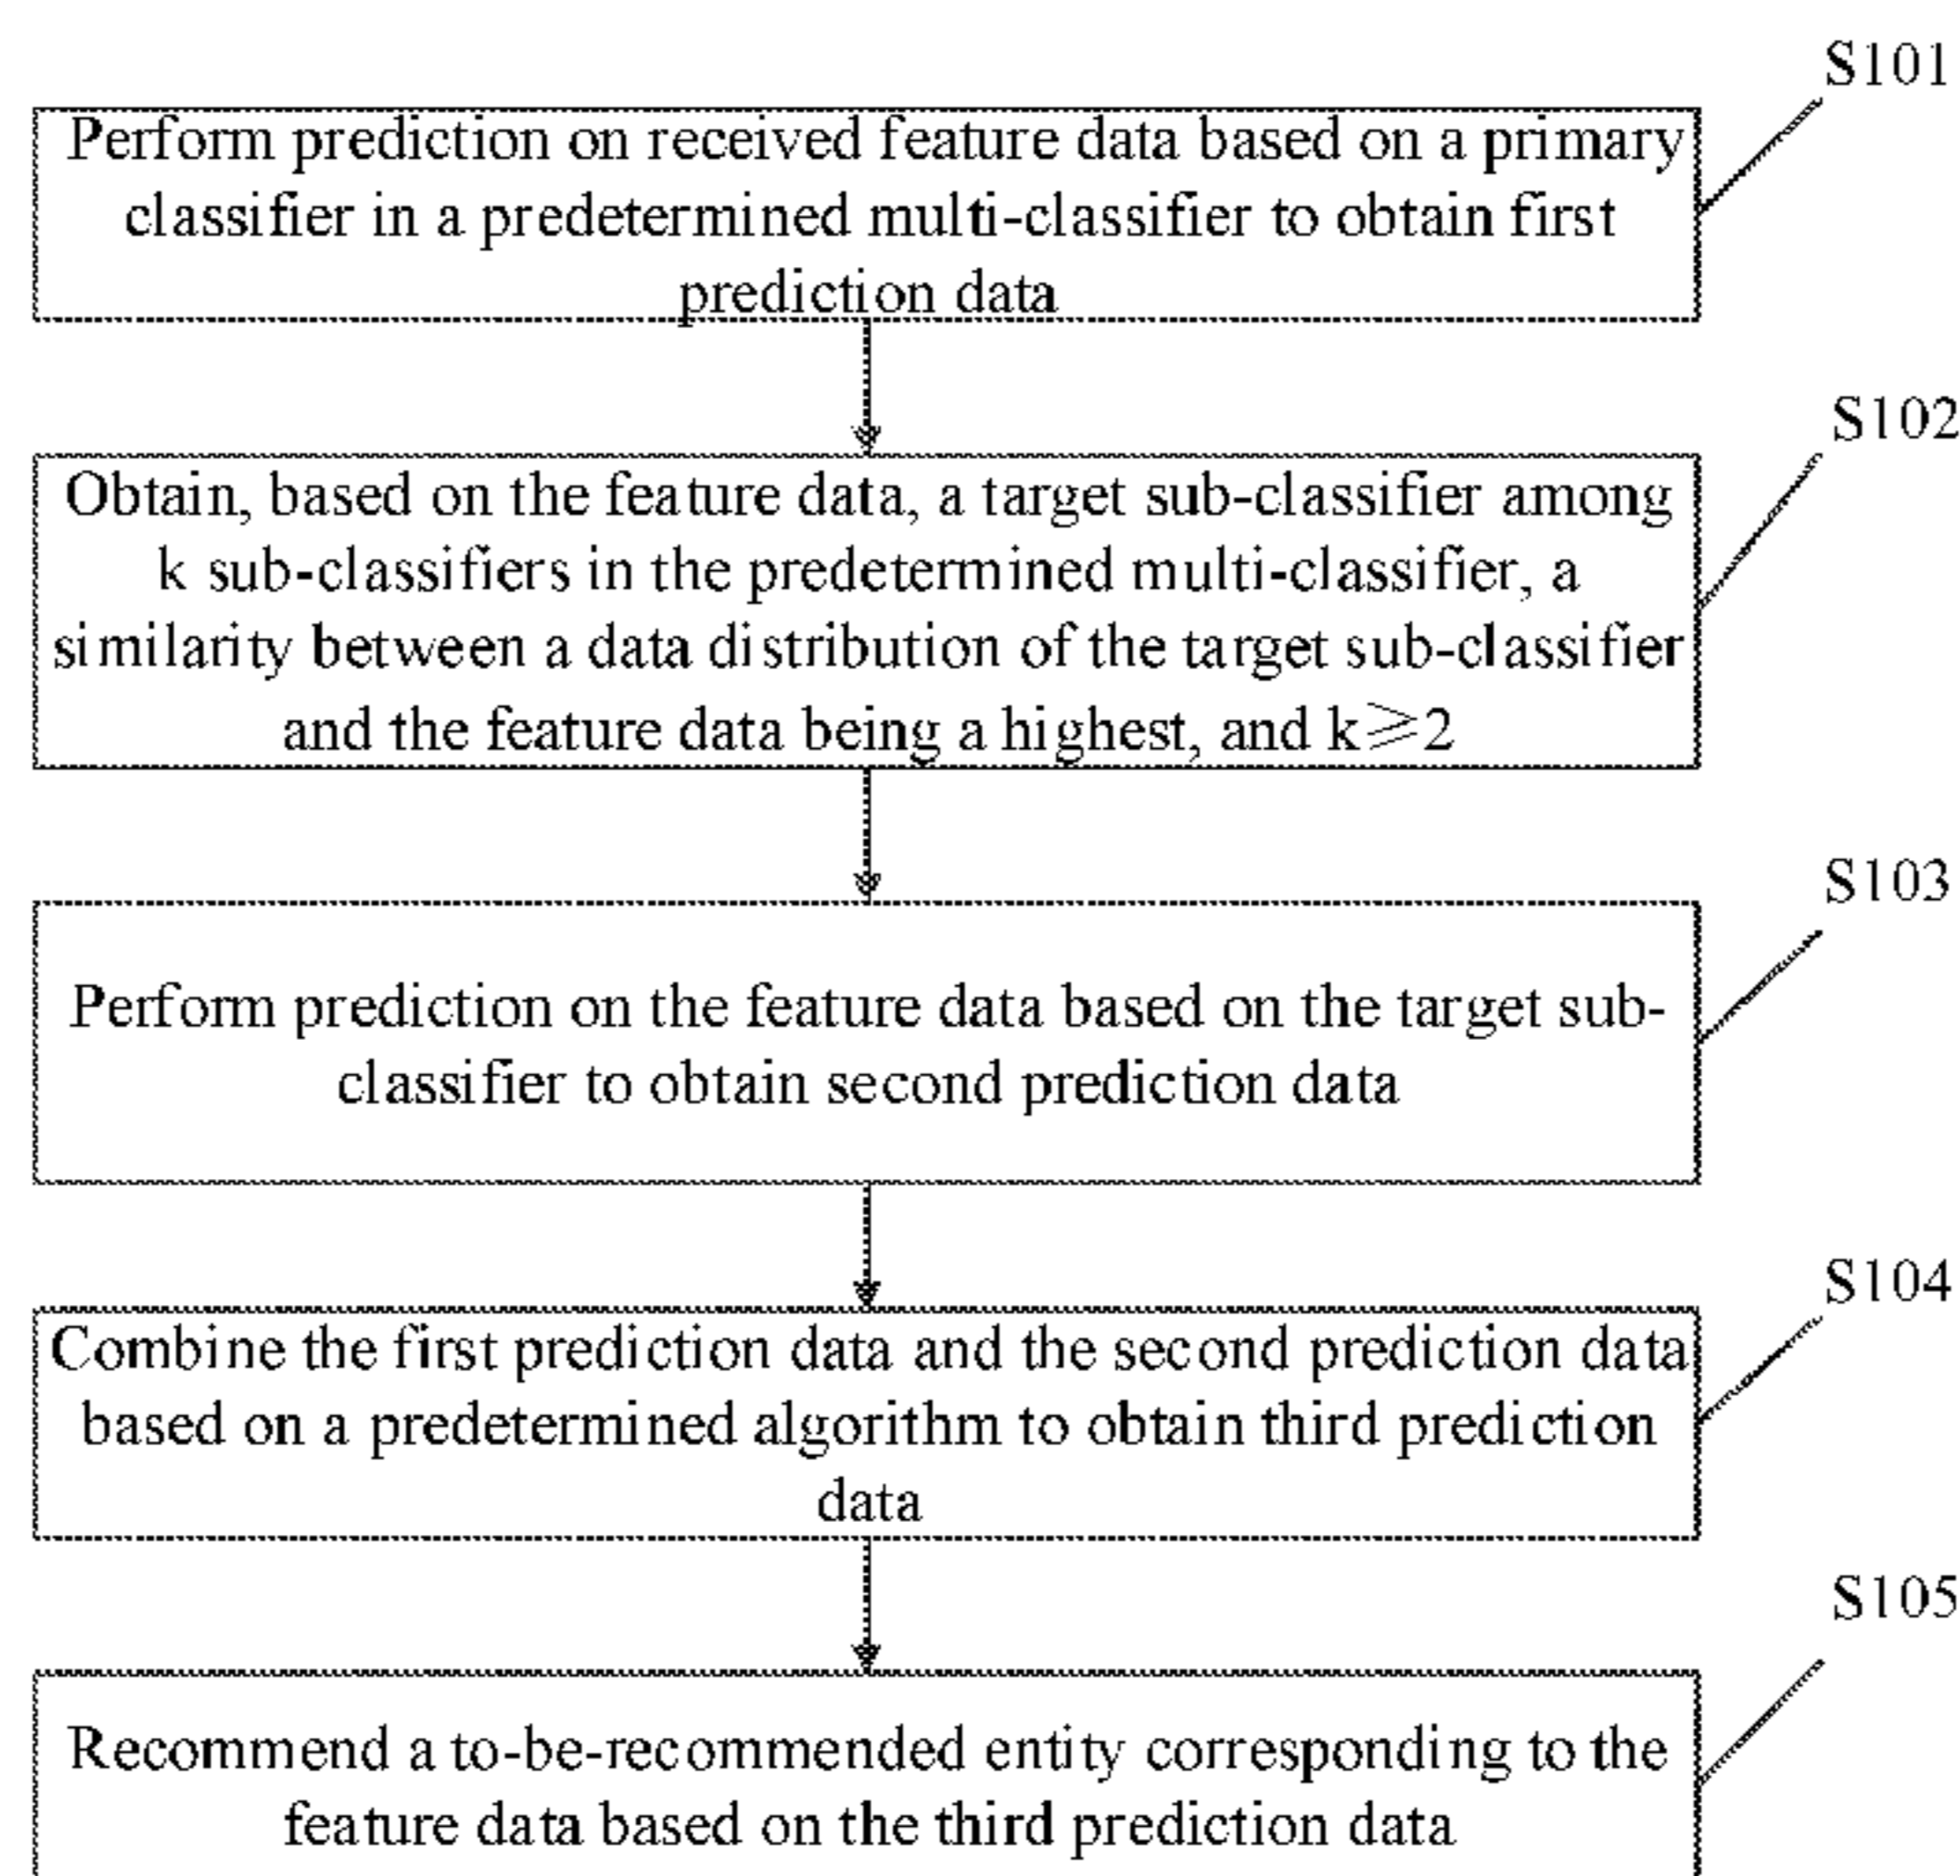 S101
Perform prediction on received feature data based on a primary
classifier in a predetermined multi-classifier to obtain first
prediction data
S102
Obtain, based on the feature data, a target sub-classifier among
k sub-classifiers in the predetermined multi-classifier, a
similarity between a data distribution of the target sub-classifier
and the feature data being a highest, and k⩾2
S103
Perform prediction on the feature data based on the target sub-
classifier to obtain second prediction data
S104
Combine the first prediction data and the second prediction data
based on a predetermined algorithm to obtain third prediction
data
S105
Recommend a to-be-recommended entity corresponding to the
feature data based on the third prediction data